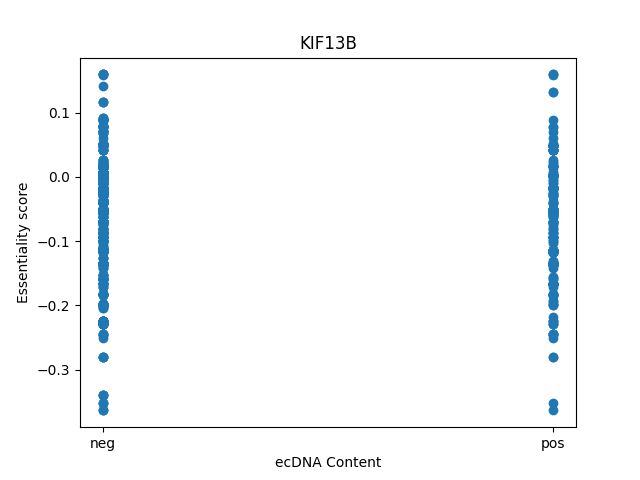 KIF13B
0.1
0.0
−0.1
−0.2
−0.3
Essentiality score
neg
pos
ecDNA Content